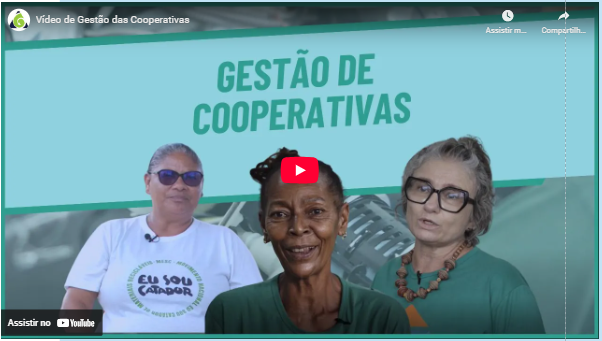 Vídeo de Gestão das Cooperativas
Assistir m...
Compartilh...
GESTÃO DE
COOPERATIVAS
EU SOU
CATADOR
Assistir no YouTube